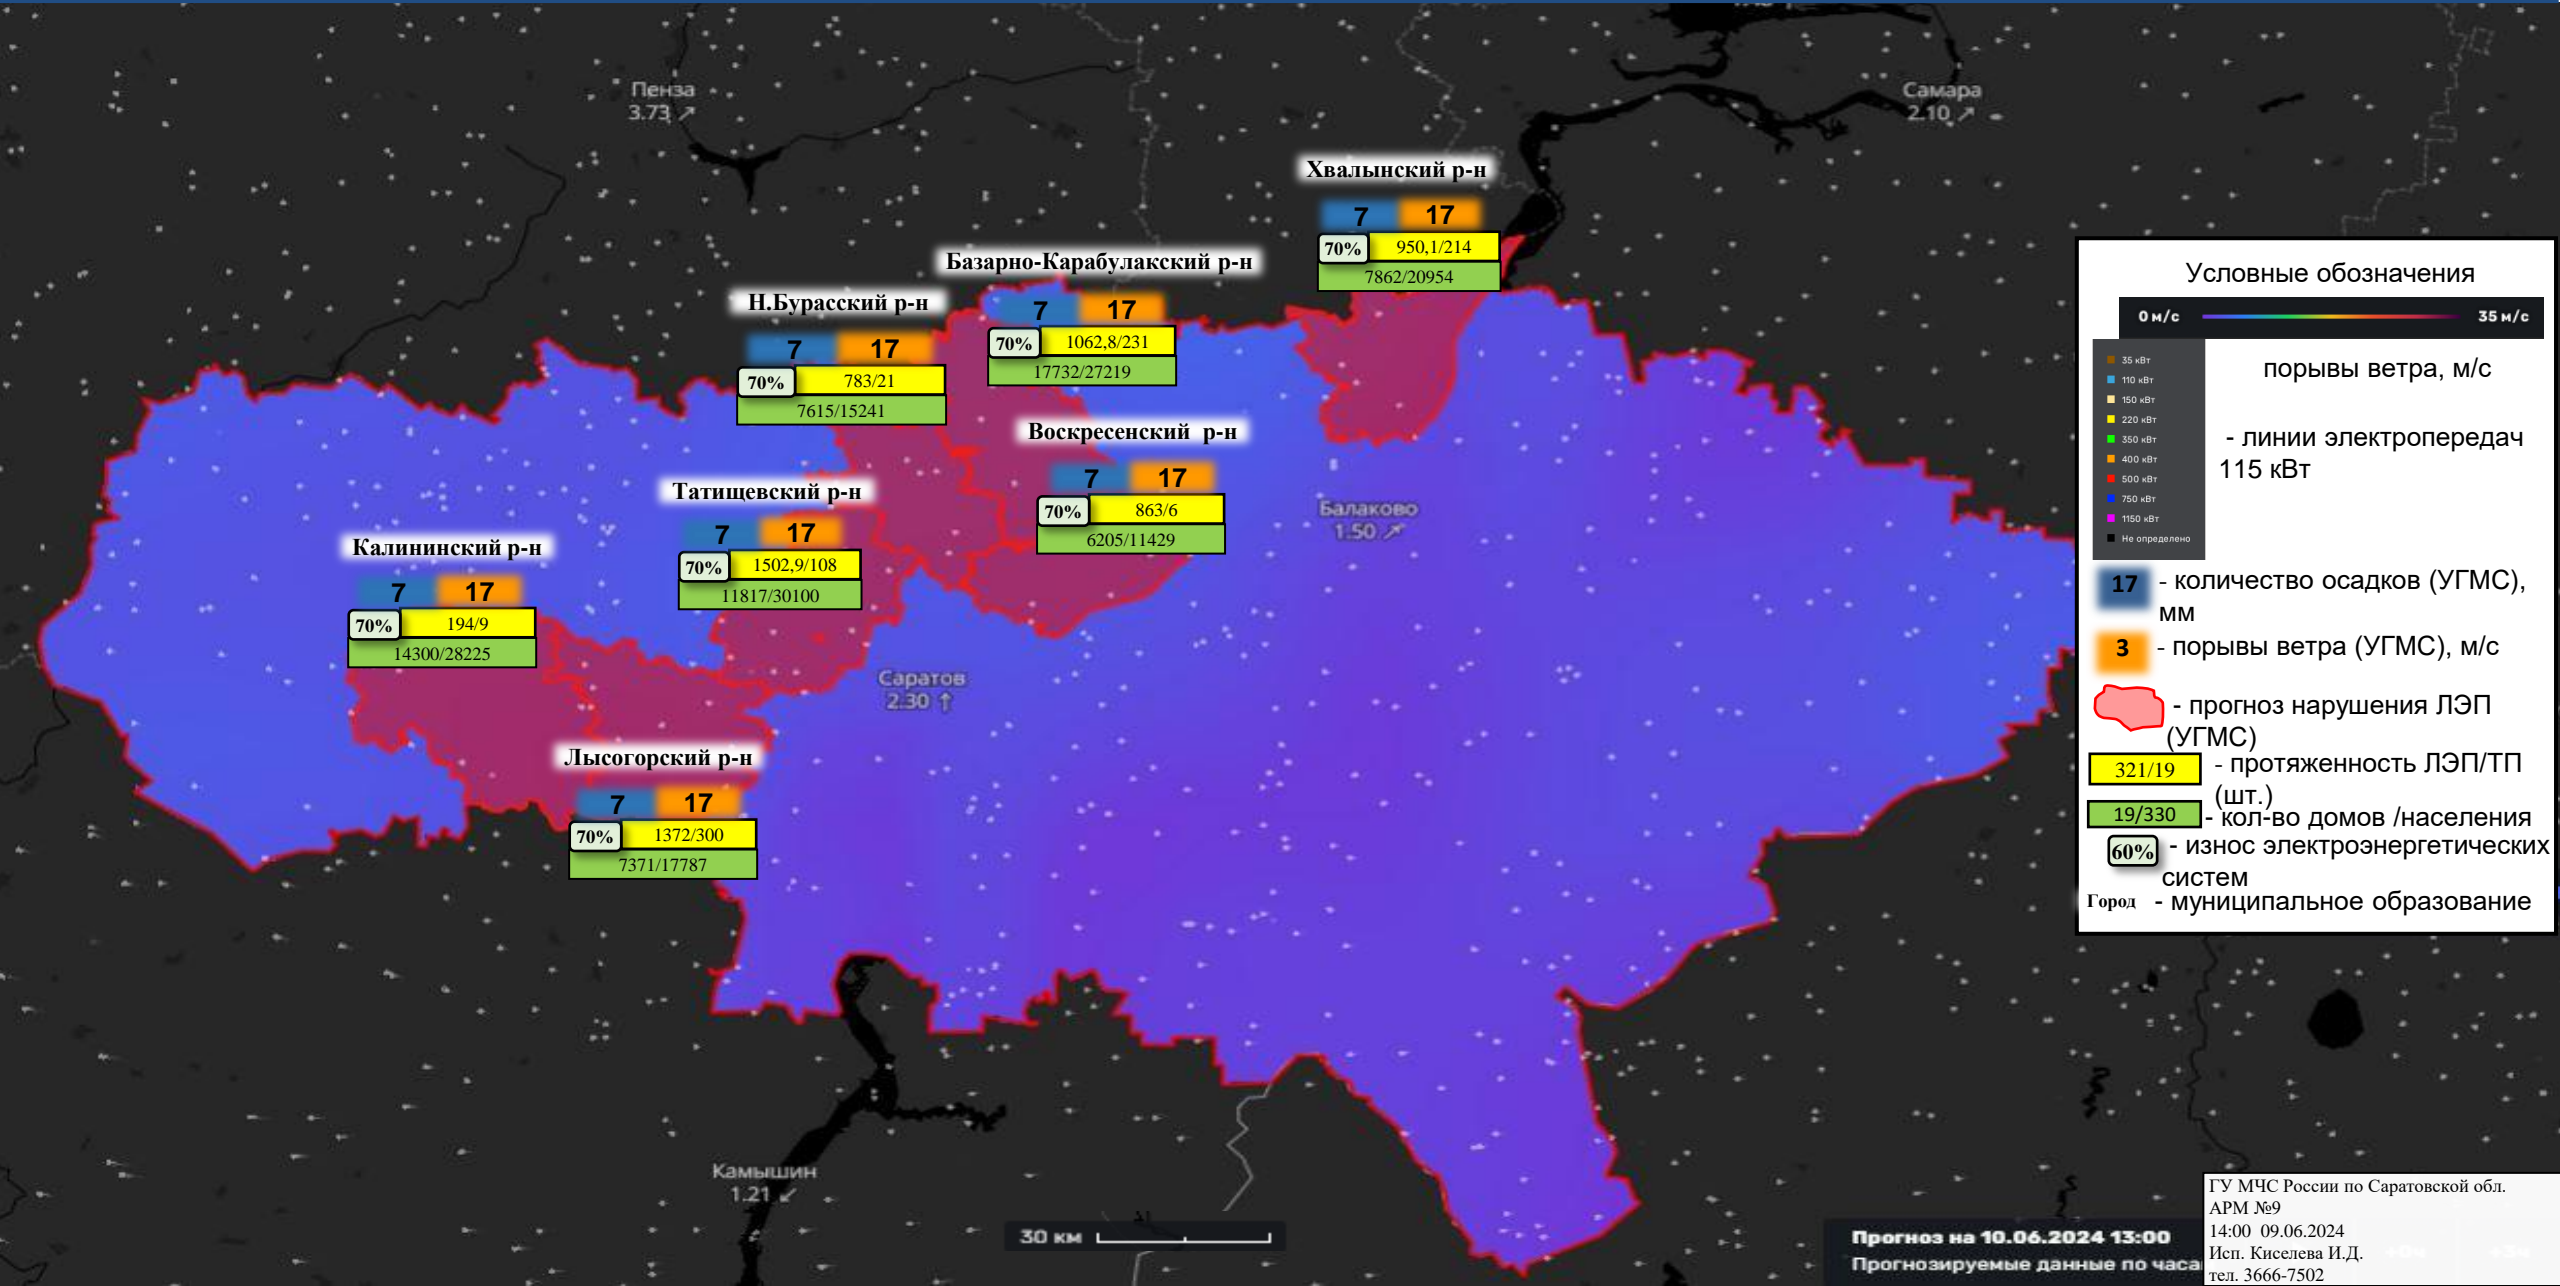 Пенза
3.73 ↗
Самара
2.10 ↗
Хвалынский р-н
7 17
70% 950,1/214
7862/20954
Базарно-Карабулакский р-н
7 17
70% 1062,8/231
17732/27219
Н.Бурасский р-н
7 17
70% 783/21
7615/15241
Воскресенский р-н
7 17
70% 863/6
6205/11429
Татищевский р-н
7 17
70% 1502,9/108
11817/30100
Калининский р-н
7 17
70% 194/9
14300/28225
Лысогорский р-н
7 17
70% 1372/300
7371/17787
Балаково
1.50 ↗
Саратов
2.30 ↑
Камышин
1.21 ↙
30 км
Условные обозначения
0 м/с 35 м/с
порывы ветра, м/с
35 кВт
110 кВт
150 кВт
220 кВт
350 кВт
400 кВт
500 кВт
750 кВт
1150 кВт
Не определено
- линии электропередач
115 кВт
17 - количество осадков (УГМС),
мм
3 - порывы ветра (УГМС), м/с
- прогноз нарушения ЛЭП
(УГМС)
321/19 - протяженность ЛЭП/ТП
(шт.)
19/330 - кол-во домов /населения
60% - износ электроэнергетических
систем
Город - муниципальное образование
Прогноз на 10.06.2024 13:00
Прогнозируемые данные по часа
ГУ МЧС России по Саратовской обл.
АРМ №9
14:00 09.06.2024
Исп. Киселева И.Д.
тел. 3666-7502